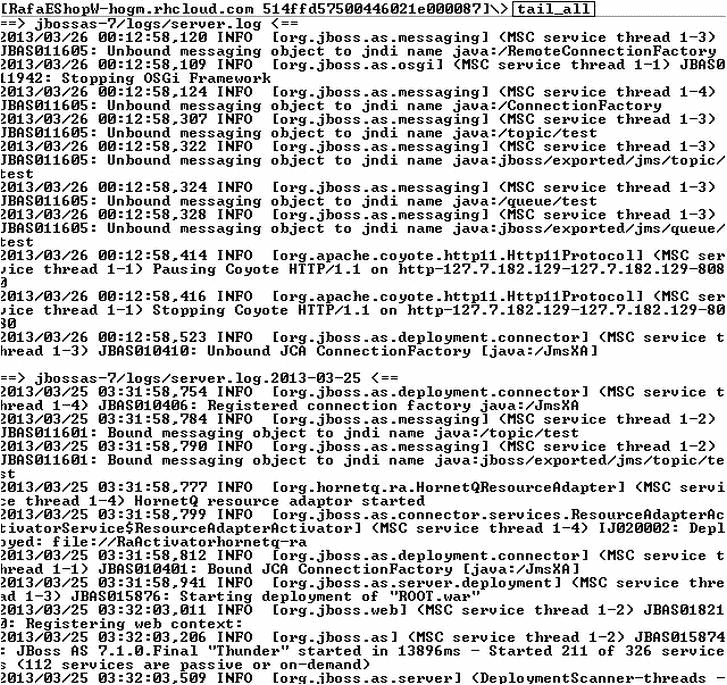 [RafaEShopW-hogm.rhcloud.com 514ffd57500446021e000087]\> tail_all
==> jbossas-7/logs/server.log <==
2013/03/26 00:12:58,120 INFO  [org.jboss.as.messaging] (MSC service thread 1-3)
JBAS011605: Unbound messaging object to jndi name java:/RemoteConnectionFactory
2013/03/26 00:12:58,109 INFO  [org.jboss.as.osgi] (MSC service thread 1-1) JBAS0
11942: Stopping OSGi Framework
2013/03/26 00:12:58,124 INFO  [org.jboss.as.messaging] (MSC service thread 1-4)
JBAS011605: Unbound messaging object to jndi name java:/ConnectionFactory
2013/03/26 00:12:58,307 INFO  [org.jboss.as.messaging] (MSC service thread 1-3)
JBAS011605: Unbound messaging object to jndi name java:/topic/test
2013/03/26 00:12:58,322 INFO  [org.jboss.as.messaging] (MSC service thread 1-3)
JBAS011605: Unbound messaging object to jndi name java:jboss/exported/jms/topic/
test
2013/03/26 00:12:58,324 INFO  [org.jboss.as.messaging] (MSC service thread 1-3)
JBAS011605: Unbound messaging object to jndi name java:/queue/test
2013/03/26 00:12:58,328 INFO  [org.jboss.as.messaging] (MSC service thread 1-3)
JBAS011605: Unbound messaging object to jndi name java:jboss/exported/jms/queue/
test
2013/03/26 00:12:58,414 INFO  [org.apache.coyote.http11.Http11Protocol] (MSC ser
vice thread 1-1) Pausing Coyote HTTP/1.1 on http-127.7.182.129-127.7.182.129-808
0
2013/03/26 00:12:58,416 INFO  [org.apache.coyote.http11.Http11Protocol] (MSC ser
vice thread 1-1) Stopping Coyote HTTP/1.1 on http-127.7.182.129-127.7.182.129-80
80
2013/03/26 00:12:58,523 INFO  [org.jboss.as.deployment.connector] (MSC service t
hread 1-3) JBAS010410: Unbound JCA ConnectionFactory [java:/JmsXA]
==> jbossas-7/logs/server.log.2013-03-25 <==
2013/03/25 03:31:58,754 INFO  [org.jboss.as.deployment.connector] (MSC service t
hread 1-4) JBAS010406: Registered connection factory java:/JmsXA
2013/03/25 03:31:58,784 INFO  [org.jboss.as.messaging] (MSC service thread 1-2)
JBAS011601: Bound messaging object to jndi name java:/topic/test
2013/03/25 03:31:58,790 INFO  [org.jboss.as.messaging] (MSC service thread 1-2)
JBAS011601: Bound messaging object to jndi name java:jboss/exported/jms/topic/te
st
2013/03/25 03:31:58,777 INFO  [org.hornetq.ra.HornetQResourceAdapter] (MSC servi
ce thread 1-4) HornetQ resource adaptor started
2013/03/25 03:31:58,799 INFO  [org.jboss.as.connector.services.ResourceAdapterAc
tivatorService$ResourceAdapterActivator] (MSC service thread 1-4) IJ020002: Depl
oyed: file://RaActivatorhornetq-ra
2013/03/25 03:31:58,812 INFO  [org.jboss.as.deployment.connector] (MSC service t
hread 1-1) JBAS010401: Bound JCA ConnectionFactory [java:/JmsXA]
2013/03/25 03:31:58,941 INFO  [org.jboss.as.server.deployment] (MSC service thre
ad 1-3) JBAS015876: Starting deployment of "ROOT.war"
2013/03/25 03:32:03,011 INFO  [org.jboss.web] (MSC service thread 1-2) JBAS01821
0: Registering web context:
2013/03/25 03:32:03,206 INFO  [org.jboss.as] (MSC service thread 1-2) JBAS015874
: JBoss AS 7.1.0.Final "Thunder" started in 13896ms - Started 211 of 326 service
s (112 services are passive or on-demand)
2013/03/25 03:32:03,509 INFO  [org.jboss.as.server] (DeploymentScanner-threads -